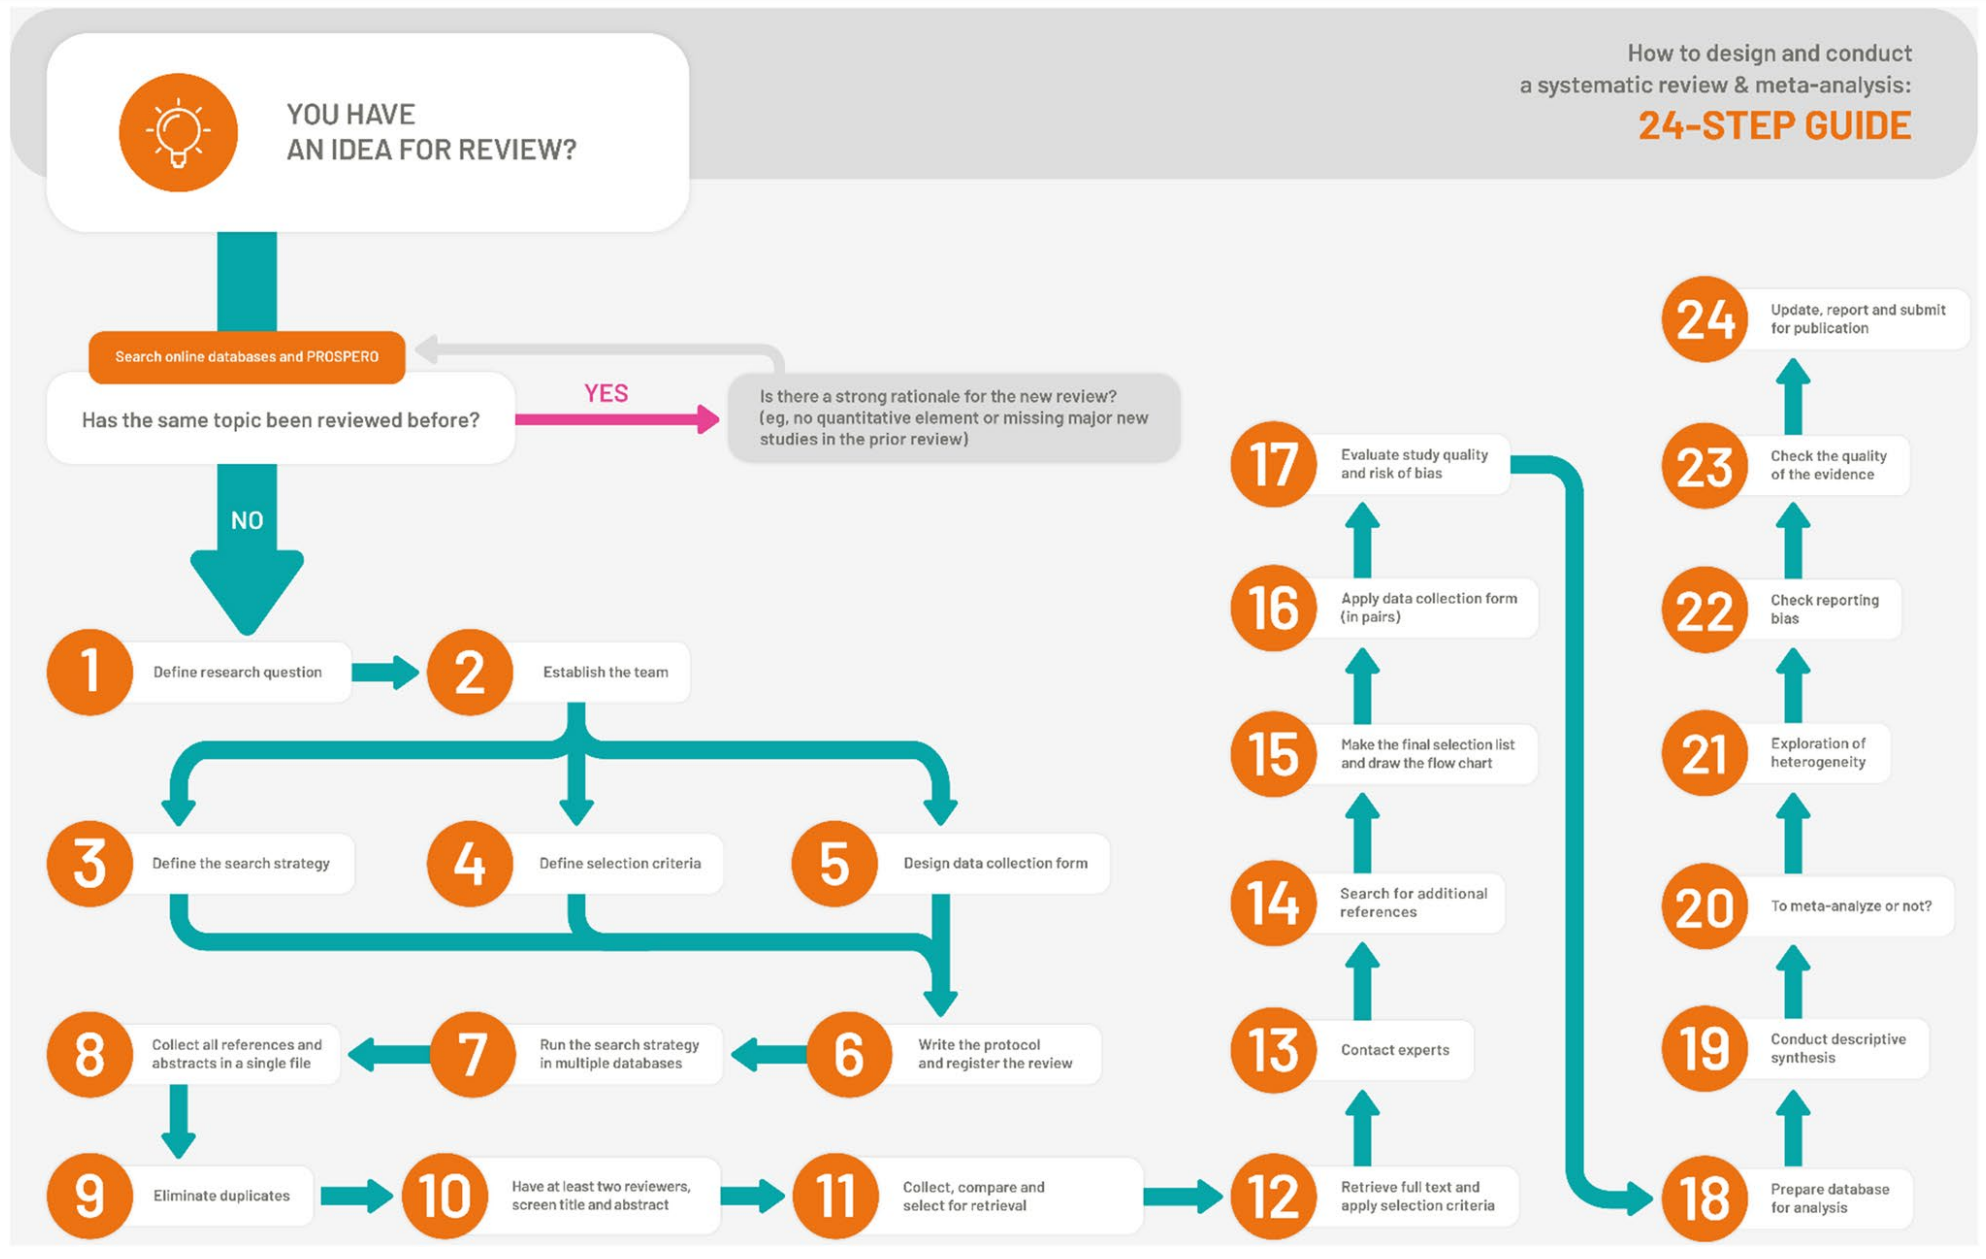 How to design and conduct
a systematic review & meta-analysis:
24-STEP GUIDE
YOU HAVE
AN IDEA FOR REVIEW?
Search online databases and PROSPERO
Has the same topic been reviewed before?
YES
Is there a strong rationale for the new review?
(eg, no quantitative element or missing major new
studies in the prior review)
NO
1
Define research question
2
Establish the team
3
Define the search strategy
4
Define selection criteria
5
Design data collection form
6
Write the protocol
and register the review
7
Run the search strategy
in multiple databases
8
Collect all references and
abstracts in a single file
9
Eliminate duplicates
10
Have at least two reviewers,
screen title and abstract
11
Collect, compare and
select for retrieval
12
Retrieve full text and
apply selection criteria
13
Contact experts
14
Search for additional
references
15
Make the final selection list
and draw the flow chart
16
Apply data collection form
(in pairs)
17
Evaluate study quality
and risk of bias
18
Prepare database
for analysis
19
Conduct descriptive
synthesis
20
To meta-analyze or not?
21
Exploration of
heterogeneity
22
Check reporting
bias
23
Check the quality
of the evidence
24
Update, report and submit
for publication